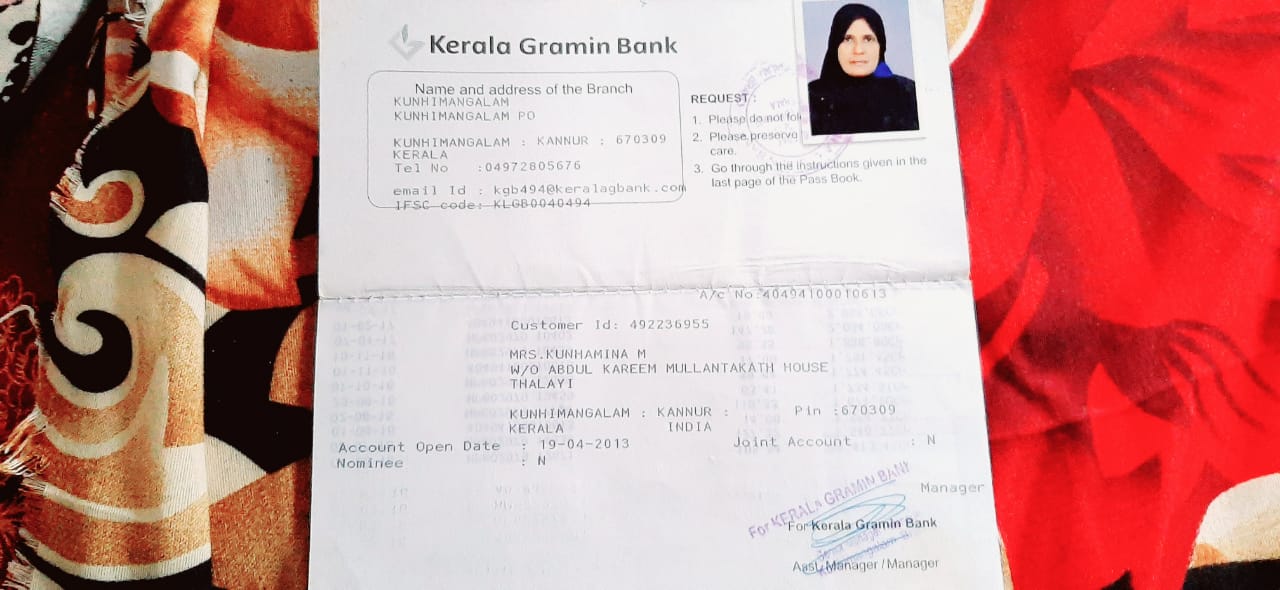 Kerala Gramin Bank
Name and address of the Branch
KUNHIMANGALAM
KUNHIMANGALAM PO
KUNHIMANGALAM : KANNUR : 670309
KERALA
Tel No :04972805676
email Id : kgb494@keralagbank.com
IFSC code: KLGB0040494
REQUEST:
1. Please do not
2. Please preserve
care.
3. Go through the instructions given in the
last page of the Pass Book.
A/c No:40494100010613
Customer Id: 492236955
MRS.KUNHAMINA M
W/O ABDUL KAREEM MULLANTAKATH HOUSE
THALAYI
KUNHIMANGALAM : KANNUR : Pin :670309
KERALA INDIA
Account Open Date : 19-04-2013 Joint Account : N
Nominee : N
For KERALA GRAMIN BANK
Manager
For Kerala Gramin Bank
Asst. Manager / Manager